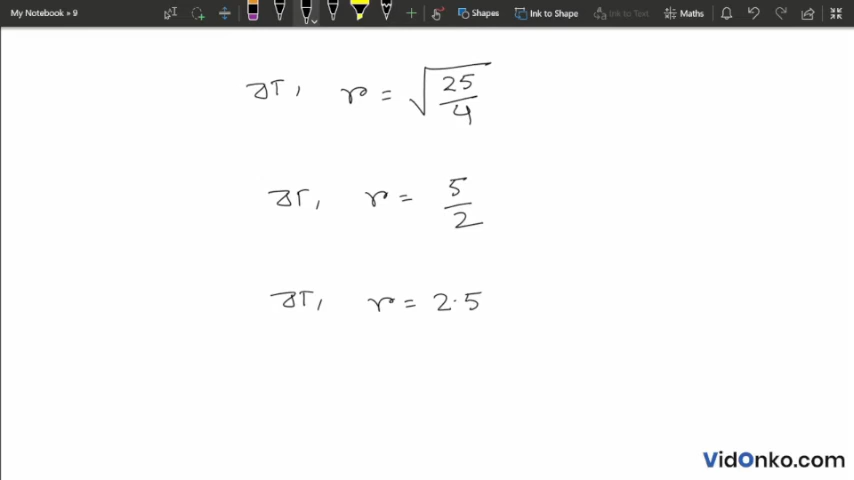 My Notebook » 9
Shapes
Ink to Shape
Ink to Text
Maths
বা, r = √(25/4)
বা, r = 5/2
বা, r = 2.5
VidOnko.com